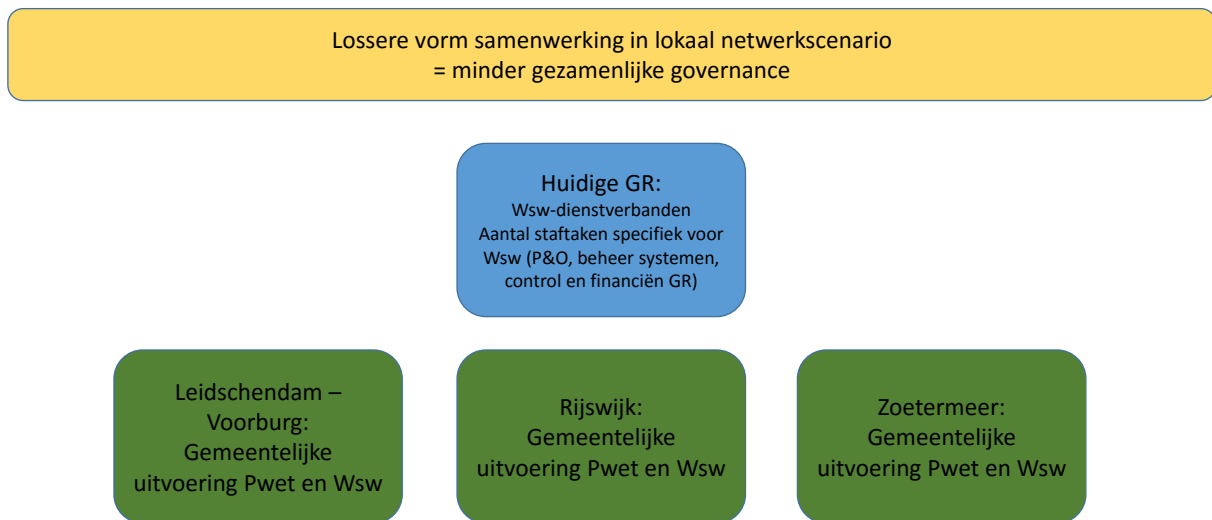 Lossere vorm samenwerking in lokaal netwerkscenario
= minder gezamenlijke governance
Huidige GR:
Wsw-dienstverbanden
Aantal staftaken specifiek voor
Wsw (P&O, beheer systemen,
control en financiën GR)
Leidschendam –
Voorburg:
Gemeentelijke
uitvoering Pwet en Wsw
Rijswijk:
Gemeentelijke
uitvoering Pwet en Wsw
Zoetermeer:
Gemeentelijke
uitvoering Pwet en Wsw